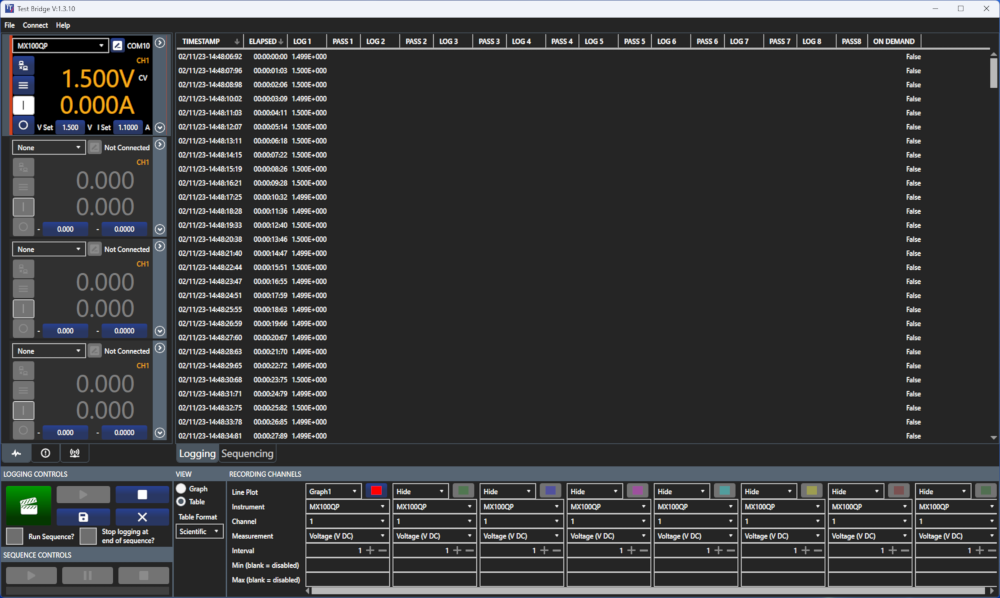 Test Bridge V:1.3.10
File Connect Help
MX100QP COM10
CH1
1.500V CV
0.000A
V Set 1.500 V I Set 1.1000 A
None Not Connected
CH1
0.000
0.000
- 0.000 - 0.0000
None Not Connected
CH1
0.000
0.000
- 0.000 - 0.0000
None Not Connected
CH1
0.000
0.000
- 0.000 - 0.0000
TIMESTAMP ELAPSED LOG 1 PASS 1 LOG 2 PASS 2 LOG 3 PASS 3 LOG 4 PASS 4 LOG 5 PASS 5 LOG 6 PASS 6 LOG 7 PASS 7 LOG 8 PASS8 ON DEMAND
02/11/23-14:48:06:92 00:00:00:00 1.499E+000 False
02/11/23-14:48:07:96 00:00:01:03 1.500E+000 False
02/11/23-14:48:08:98 00:00:02:06 1.500E+000 False
02/11/23-14:48:10:02 00:00:03:09 1.499E+000 False
02/11/23-14:48:11:03 00:00:04:11 1.500E+000 False
02/11/23-14:48:12:07 00:00:05:14 1.500E+000 False
02/11/23-14:48:13:11 00:00:06:18 1.500E+000 False
02/11/23-14:48:14:15 00:00:07:22 1.500E+000 False
02/11/23-14:48:15:19 00:00:08:26 1.500E+000 False
02/11/23-14:48:16:21 00:00:09:28 1.500E+000 False
02/11/23-14:48:17:25 00:00:10:32 1.499E+000 False
02/11/23-14:48:18:28 00:00:11:36 1.499E+000 False
02/11/23-14:48:19:33 00:00:12:40 1.500E+000 False
02/11/23-14:48:20:38 00:00:13:46 1.500E+000 False
02/11/23-14:48:21:40 00:00:14:47 1.499E+000 False
02/11/23-14:48:22:44 00:00:15:51 1.500E+000 False
02/11/23-14:48:23:47 00:00:16:55 1.499E+000 False
02/11/23-14:48:24:51 00:00:17:59 1.499E+000 False
02/11/23-14:48:25:55 00:00:18:63 1.499E+000 False
02/11/23-14:48:26:59 00:00:19:66 1.499E+000 False
02/11/23-14:48:27:60 00:00:20:67 1.499E+000 False
02/11/23-14:48:28:63 00:00:21:70 1.499E+000 False
02/11/23-14:48:29:65 00:00:22:72 1.499E+000 False
02/11/23-14:48:30:68 00:00:23:75 1.500E+000 False
02/11/23-14:48:31:71 00:00:24:79 1.499E+000 False
02/11/23-14:48:32:75 00:00:25:82 1.500E+000 False
02/11/23-14:48:33:78 00:00:26:85 1.499E+000 False
02/11/23-14:48:34:81 00:00:27:89 1.499E+000 False
Logging Sequencing
LOGGING CONTROLS
Run Sequence? Stop logging at end of sequence?
SEQUENCE CONTROLS
VIEW
Graph
Table
Table Format
Scientific
RECORDING CHANNELS
Line Plot Graph1 Hide Hide Hide Hide Hide Hide Hide
Instrument MX100QP MX100QP MX100QP MX100QP MX100QP MX100QP MX100QP MX100QP
Channel 1 1 1 1 1 1 1 1
Measurement Voltage (V DC) Voltage (V DC) Voltage (V DC) Voltage (V DC) Voltage (V DC) Voltage (V DC) Voltage (V DC) Voltage (V DC)
Interval 1 + − 1 + − 1 + − 1 + − 1 + − 1 + − 1 + − 1 + −
Min (blank = disabled)
Max (blank = disabled)